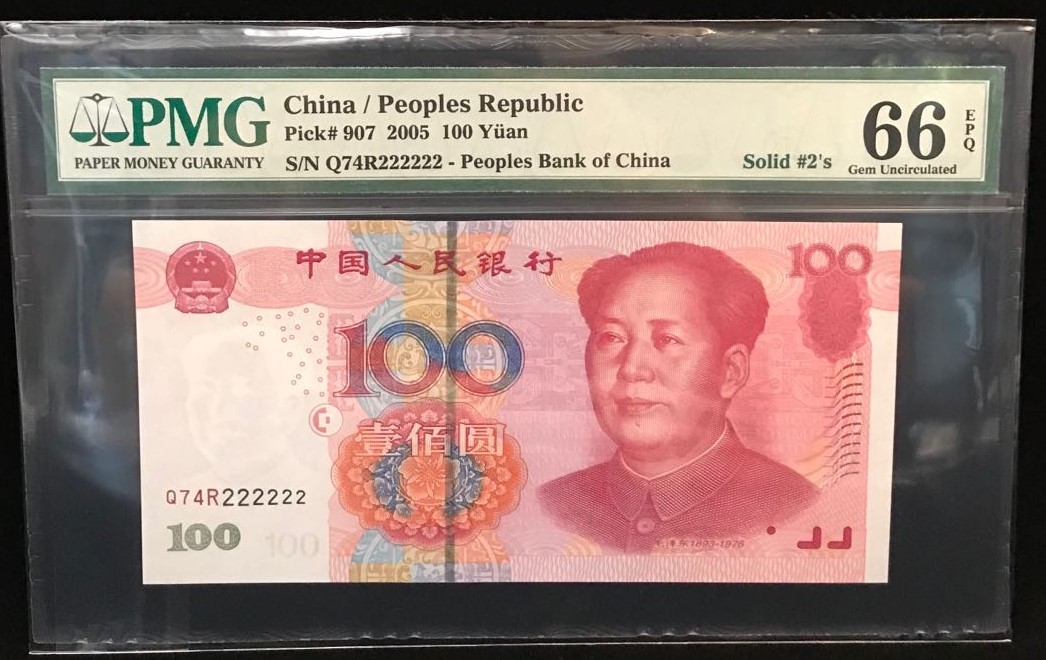 PMG
PAPER MONEY GUARANTY
China / Peoples Republic
Pick# 907 2005 100 Yüan
S/N Q74R222222 - Peoples Bank of China
Solid #2's
66
EPQ
Gem Uncirculated
中国人民银行
100
100
壹佰圆
Q74R222222
100
100
毛泽东1893-1976